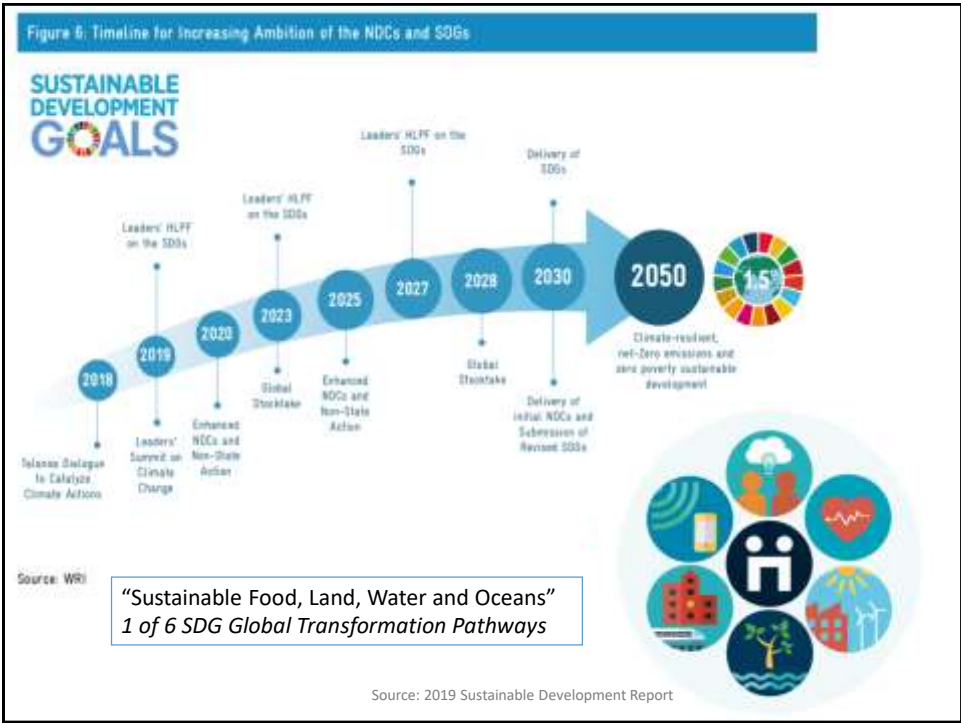 Figure 6: Timeline for Increasing Ambition of the NDCs and SDGs
SUSTAINABLE
DEVELOPMENT
GOALS
Leaders' HLPF
on the SDGs
Leaders' HLPF
on the SDGs
Leaders' HLPF on the
SDGs
Delivery of
SDGs
2018
2019
2020
2023
2025
2027
2028
2030
2050
1.5°
Talanoa Dialogue
to Catalyze
Climate Actions
Leaders'
Summit on
Climate
Change
Enhanced
NDCs and
Non-State
Action
Global
Stocktake
Enhanced
NDCs and
Non-State
Action
Global
Stocktake
Delivery of
initial NDCs and
Submission of
Revised SDGs
Climate-resilient,
net-Zero emissions and
zero poverty sustainable
development
Source: WRI
“Sustainable Food, Land, Water and Oceans”
1 of 6 SDG Global Transformation Pathways
Source: 2019 Sustainable Development Report